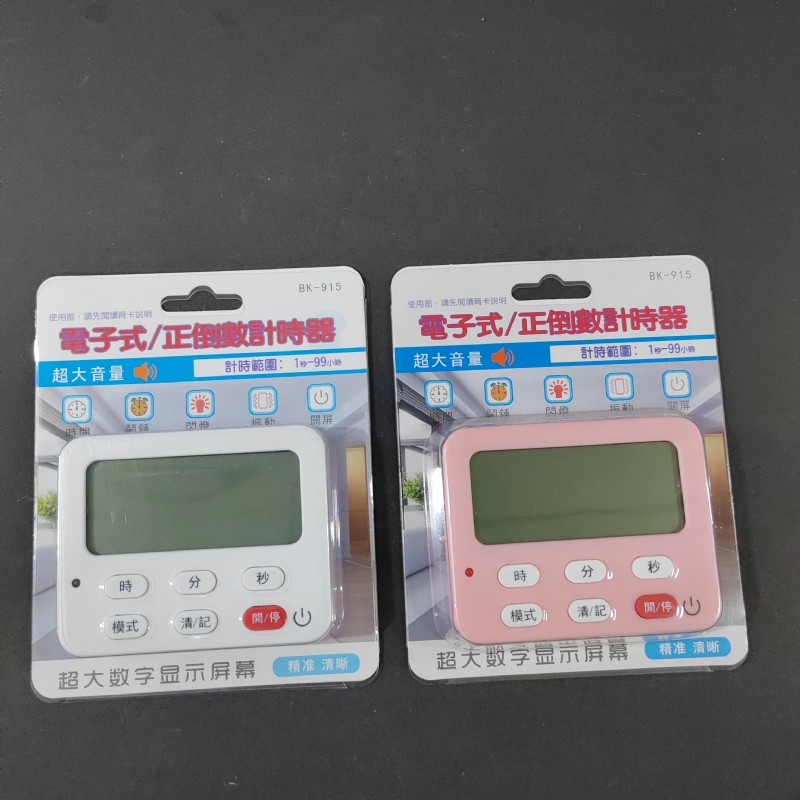 BK-915
使用前，請先閱讀背卡說明
電子式/正倒數計時器
超大音量
計時範圍：1秒-99小時
時間 鬧鐘 閃燈 振動 關屏
時 分 秒
模式 清/記 開/停
超大数字显示屏幕
精准 清晰
BK-915
使用前，請先閱讀背卡說明
電子式/正倒數計時器
超大音量
計時範圍：1秒-99小時
時間 鬧鐘 閃燈 振動 關屏
時 分 秒
模式 清/記 開/停
超大数字显示屏幕
精准 清晰